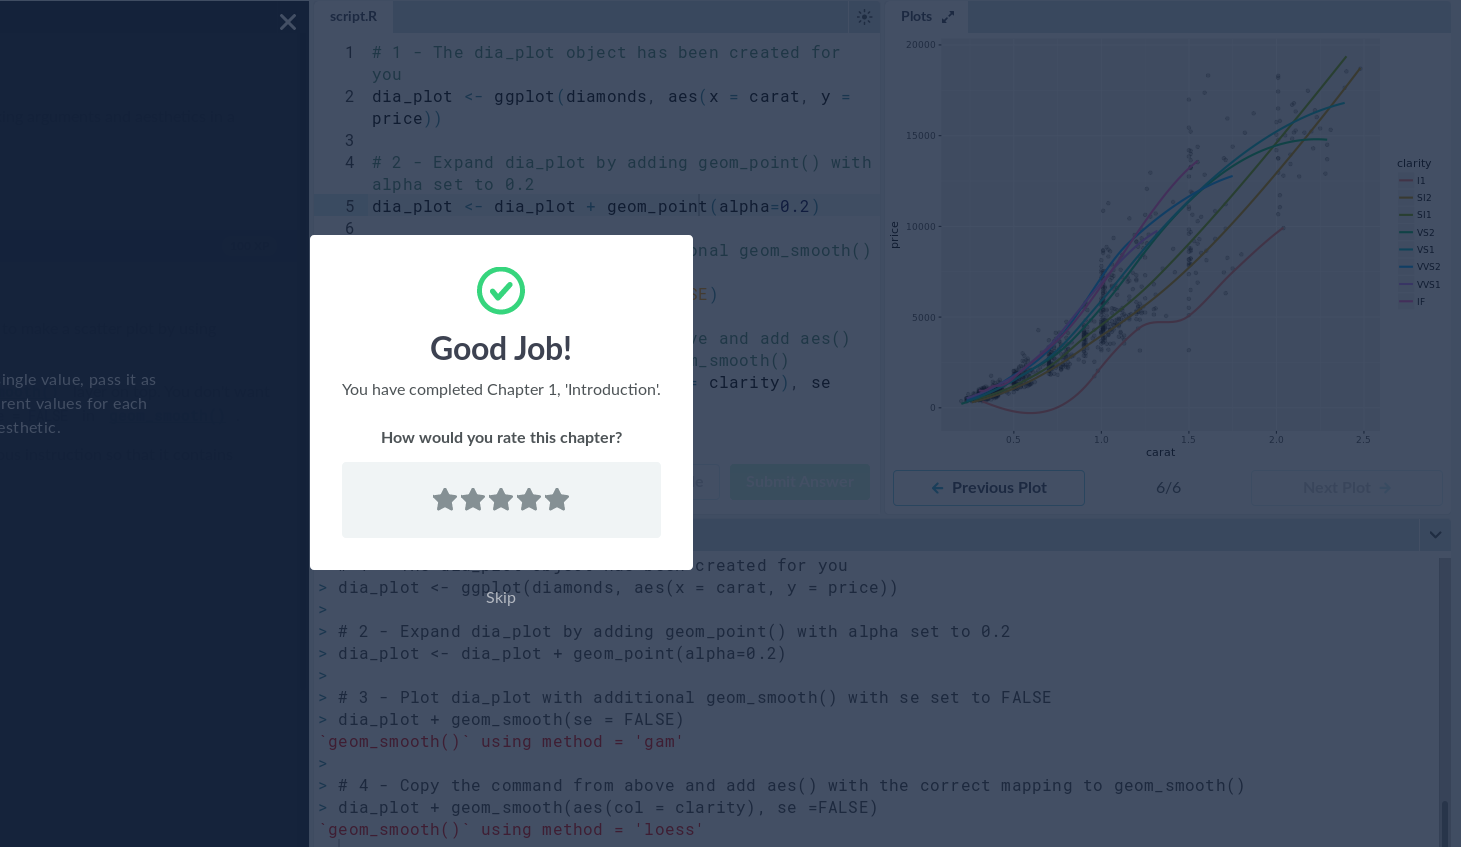 script.R
Plots
1 # 1 - The dia_plot object has been created for
you
2 dia_plot <- ggplot(diamonds, aes(x = carat, y =
price))
3
4 # 2 - Expand dia_plot by adding geom_point() with
alpha set to 0.2
5 dia_plot <- dia_plot + geom_point(alpha=0.2)
6
nal geom_smooth()
SE)
ve and add aes()
m_smooth()
= clarity), se
Submit Answer
20000
15000
10000
5000
0
price
0.5 1.0 1.5 2.0 2.5
carat
clarity
I1
SI2
SI1
VS2
VS1
VVS2
VVS1
IF
Previous Plot
6/6
Next Plot
ingle value, pass it as
rent values for each
esthetic.
Good Job!
You have completed Chapter 1, 'Introduction'.
How would you rate this chapter?
Skip
created for you
> dia_plot <- ggplot(diamonds, aes(x = carat, y = price))
>
> # 2 - Expand dia_plot by adding geom_point() with alpha set to 0.2
> dia_plot <- dia_plot + geom_point(alpha=0.2)
>
> # 3 - Plot dia_plot with additional geom_smooth() with se set to FALSE
> dia_plot + geom_smooth(se = FALSE)
`geom_smooth()` using method = 'gam'
>
> # 4 - Copy the command from above and add aes() with the correct mapping to geom_smooth()
> dia_plot + geom_smooth(aes(col = clarity), se =FALSE)
`geom_smooth()` using method = 'loess'